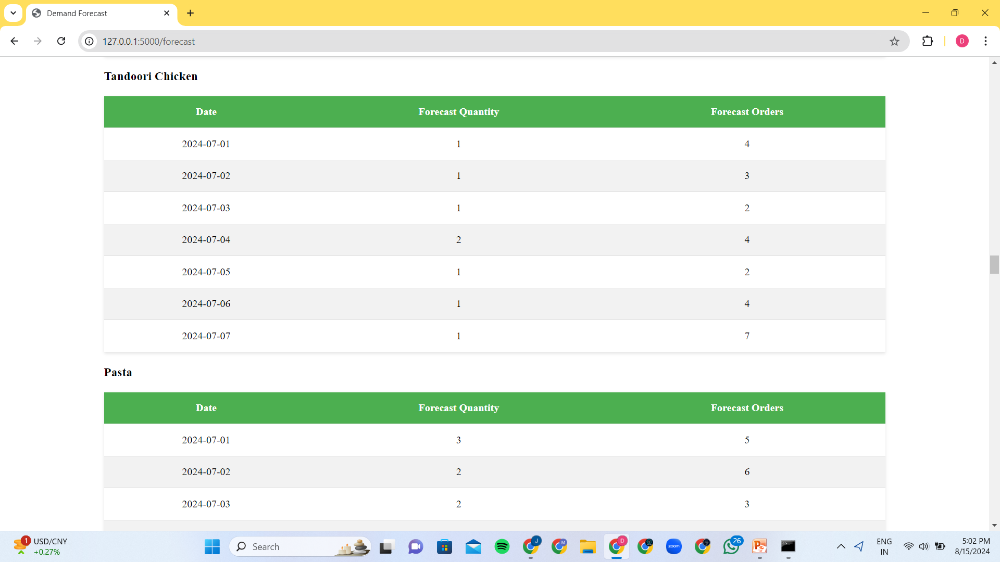 Demand Forecast
127.0.0.1:5000/forecast
D
Tandoori Chicken
Date Forecast Quantity Forecast Orders
2024-07-01 1 4
2024-07-02 1 3
2024-07-03 1 2
2024-07-04 2 4
2024-07-05 1 2
2024-07-06 1 4
2024-07-07 1 7
Pasta
Date Forecast Quantity Forecast Orders
2024-07-01 3 5
2024-07-02 2 6
2024-07-03 2 3
1 USD/CNY
+0.27%
Search
J
M
D
zoom
26
P
ENG
IN
5:02 PM
8/15/2024